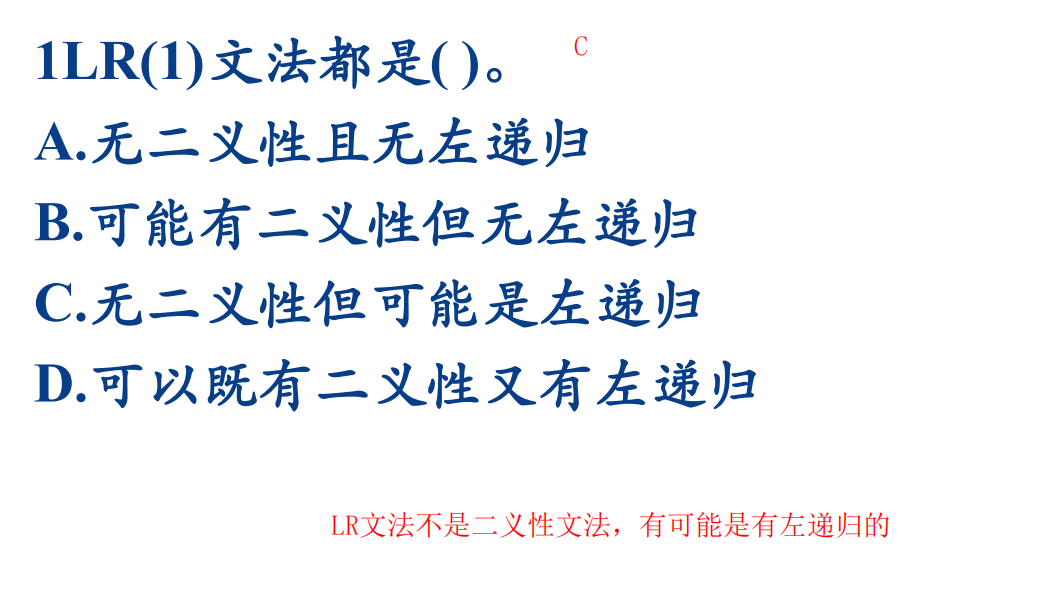 1LR(1)文法都是( )。 C
A.无二义性且无左递归
B.可能有二义性但无左递归
C.无二义性但可能是左递归
D.可以既有二义性又有左递归
LR文法不是二义性文法，有可能是有左递归的